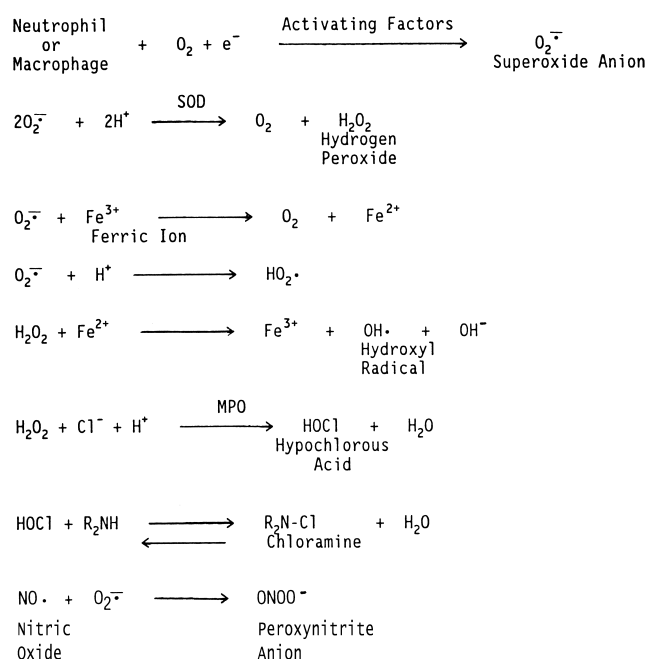 Neutrophil
or
Macrophage + O₂ + e⁻ Activating Factors O₂•̅
Superoxide Anion
SOD
2O₂•̅ + 2H⁺ ⟶ O₂ + H₂O₂
Hydrogen
Peroxide
O₂•̅ + Fe³⁺ ⟶ O₂ + Fe²⁺
Ferric Ion
O₂•̅ + H⁺ ⟶ HO₂•
H₂O₂ + Fe²⁺ ⟶ Fe³⁺ + OH• + OH⁻
Hydroxyl
Radical
MPO
H₂O₂ + Cl⁻ + H⁺ ⟶ HOCl + H₂O
Hypochlorous
Acid
HOCl + R₂NH ⇄ R₂N-Cl + H₂O
Chloramine
NO• + O₂•̅ ⟶ ONOO⁻
Nitric Peroxynitrite
Oxide Anion